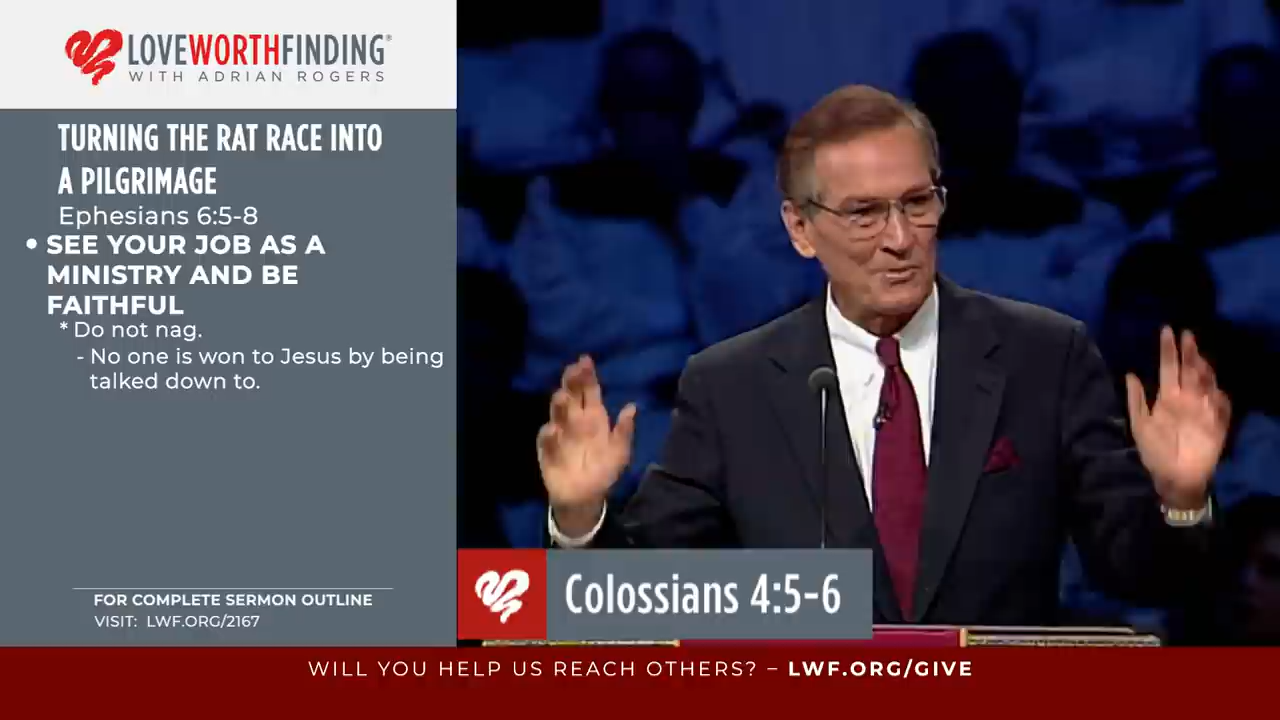 LOVEWORTHFINDING®
WITH ADRIAN ROGERS
TURNING THE RAT RACE INTO
A PILGRIMAGE
Ephesians 6:5-8
• SEE YOUR JOB AS A
MINISTRY AND BE
FAITHFUL
* Do not nag.
- No one is won to Jesus by being
talked down to.
FOR COMPLETE SERMON OUTLINE
VISIT: LWF.ORG/2167
Colossians 4:5-6
WILL YOU HELP US REACH OTHERS? – LWF.ORG/GIVE